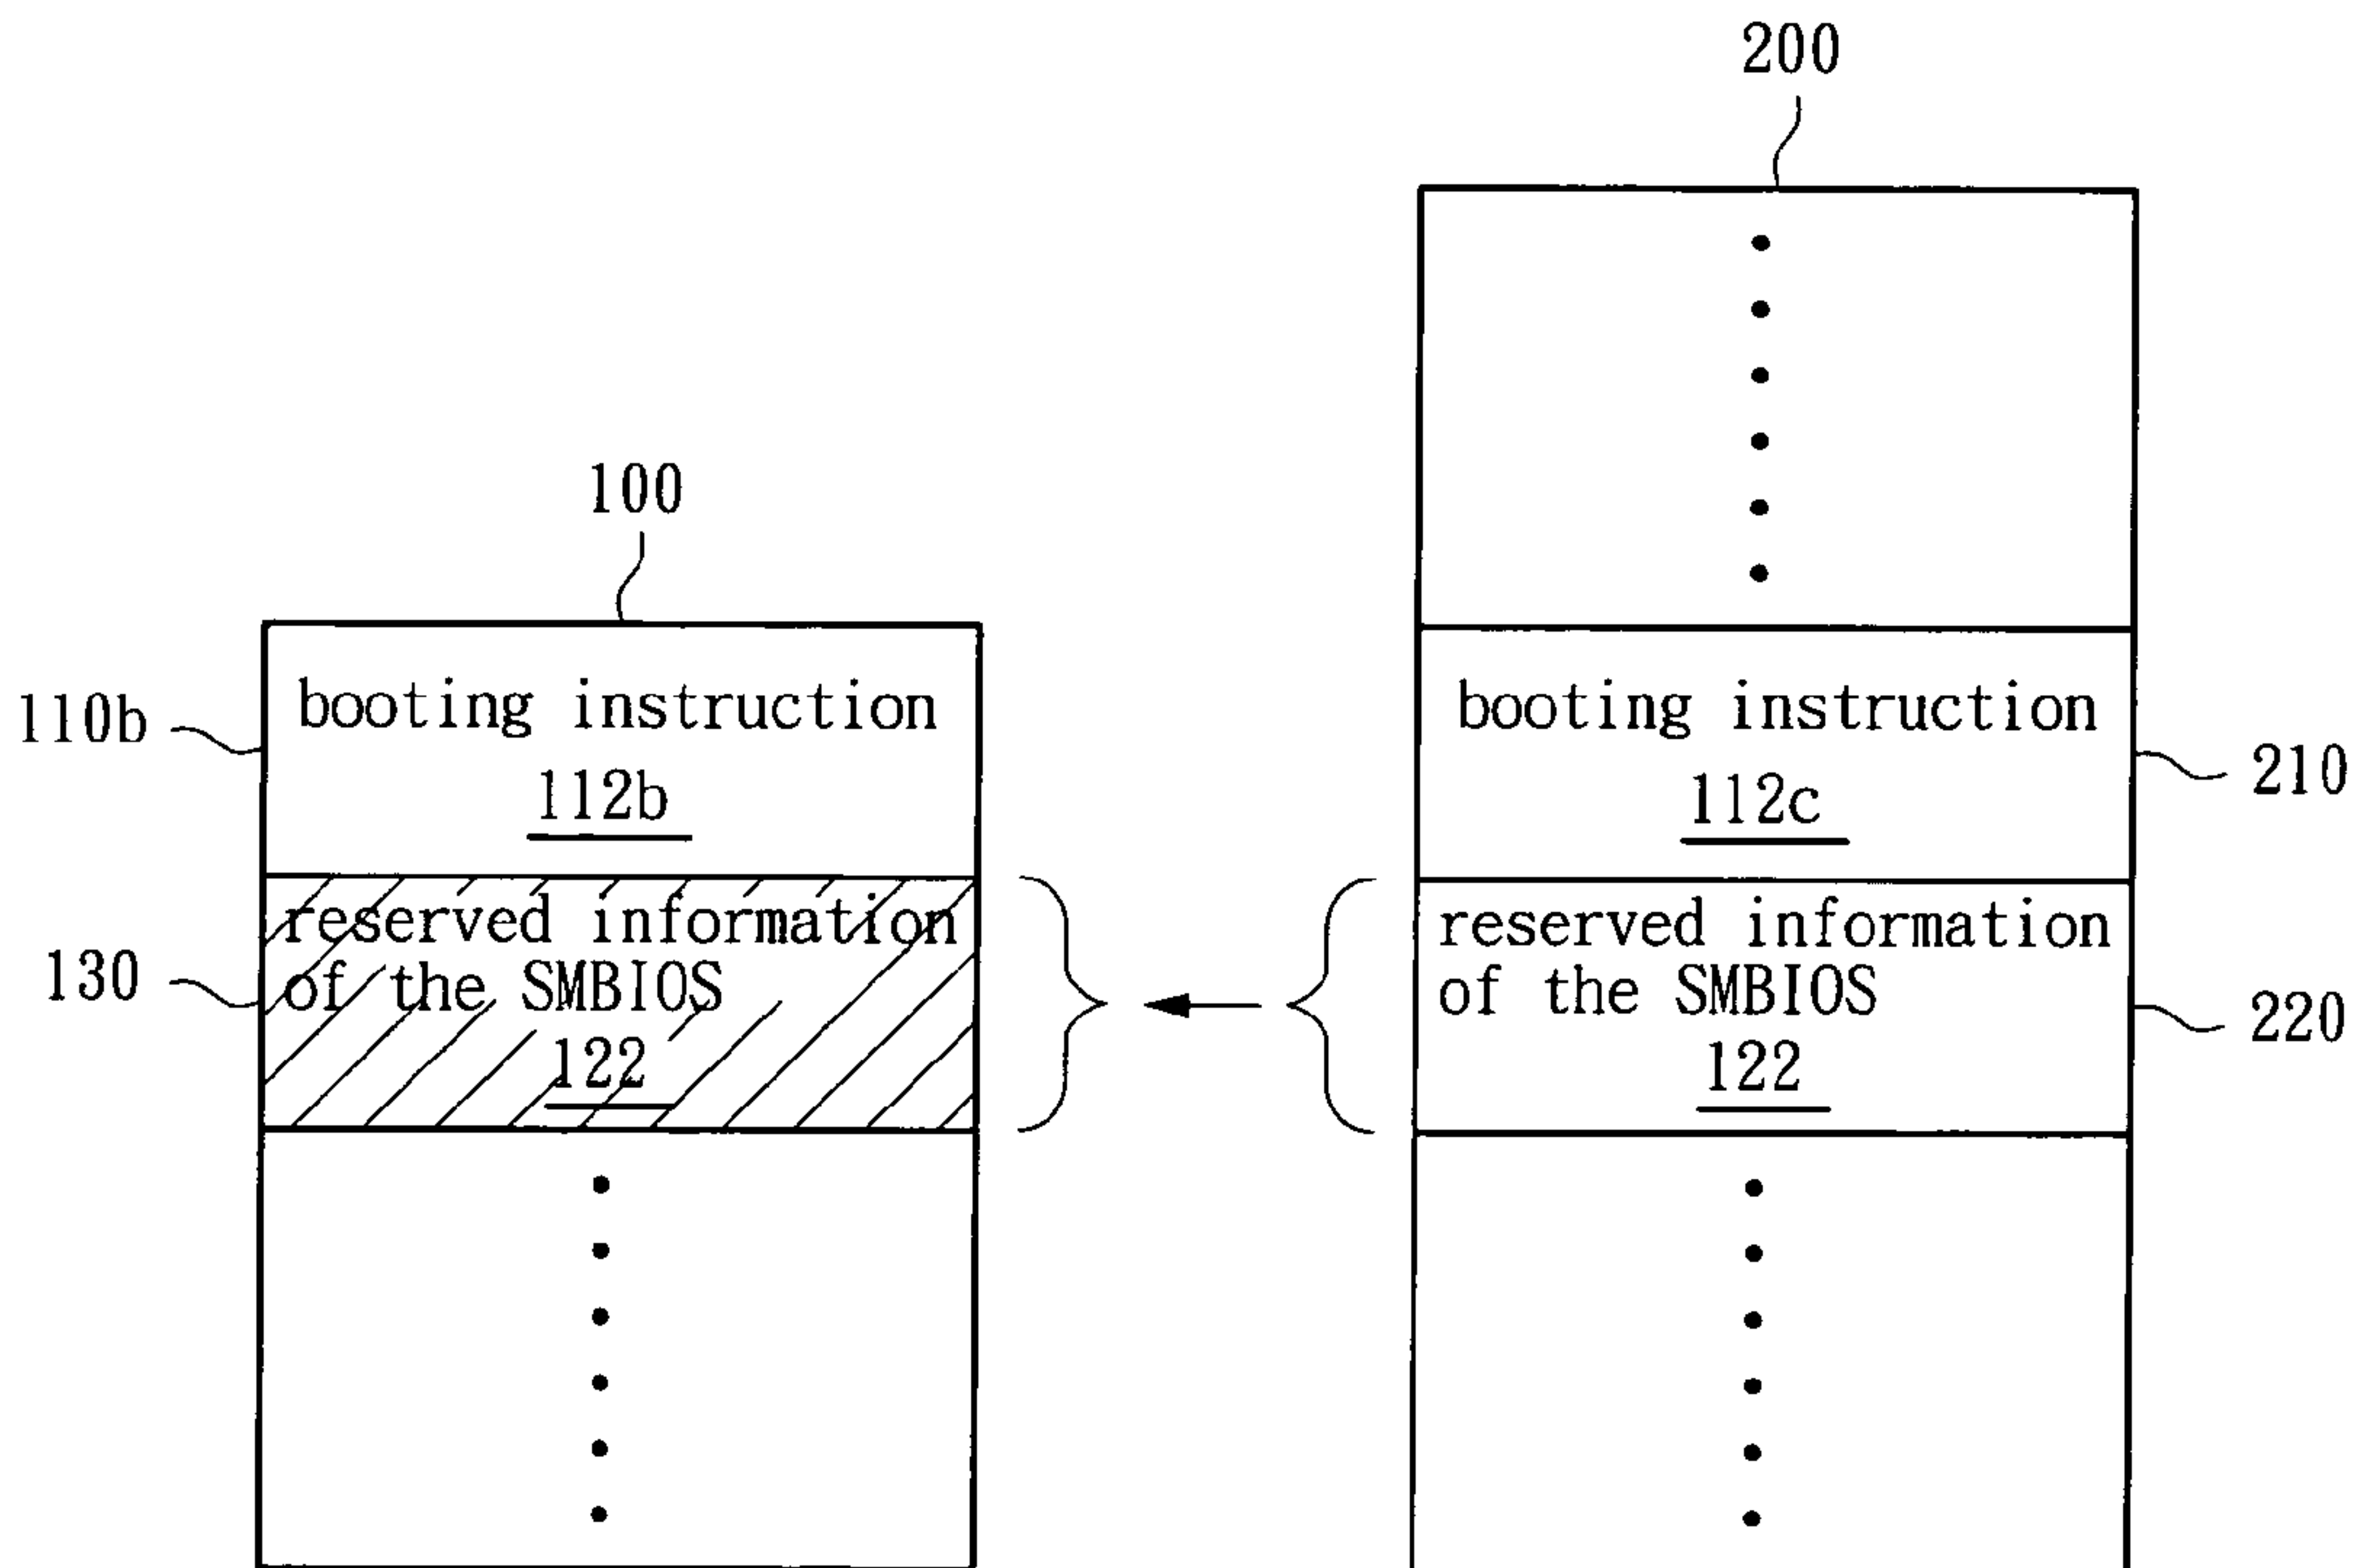 200
100
110b
booting instruction
112b
130
reserved information
of the SMBIOS
122
booting instruction
112c
210
reserved information
of the SMBIOS
122
220